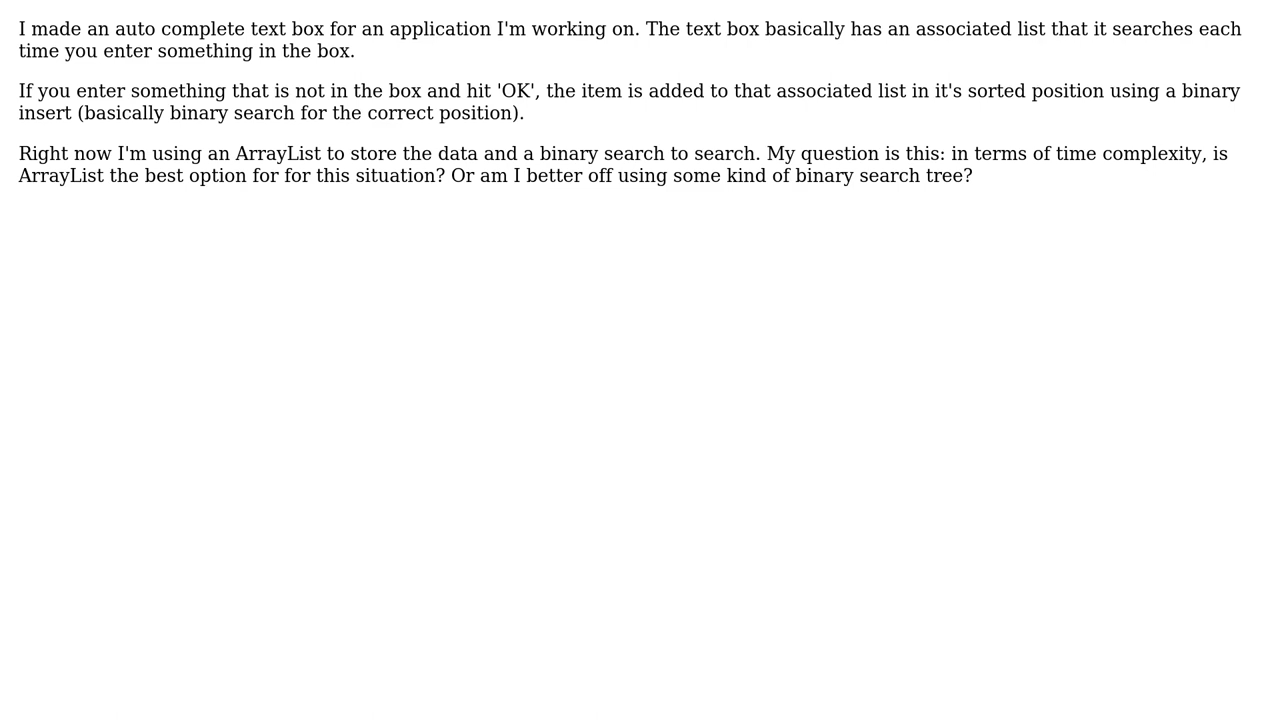 I made an auto complete text box for an application I'm working on. The text box basically has an associated list that it searches each
time you enter something in the box.
If you enter something that is not in the box and hit 'OK', the item is added to that associated list in it's sorted position using a binary
insert (basically binary search for the correct position).
Right now I'm using an ArrayList to store the data and a binary search to search. My question is this: in terms of time complexity, is
ArrayList the best option for for this situation? Or am I better off using some kind of binary search tree?